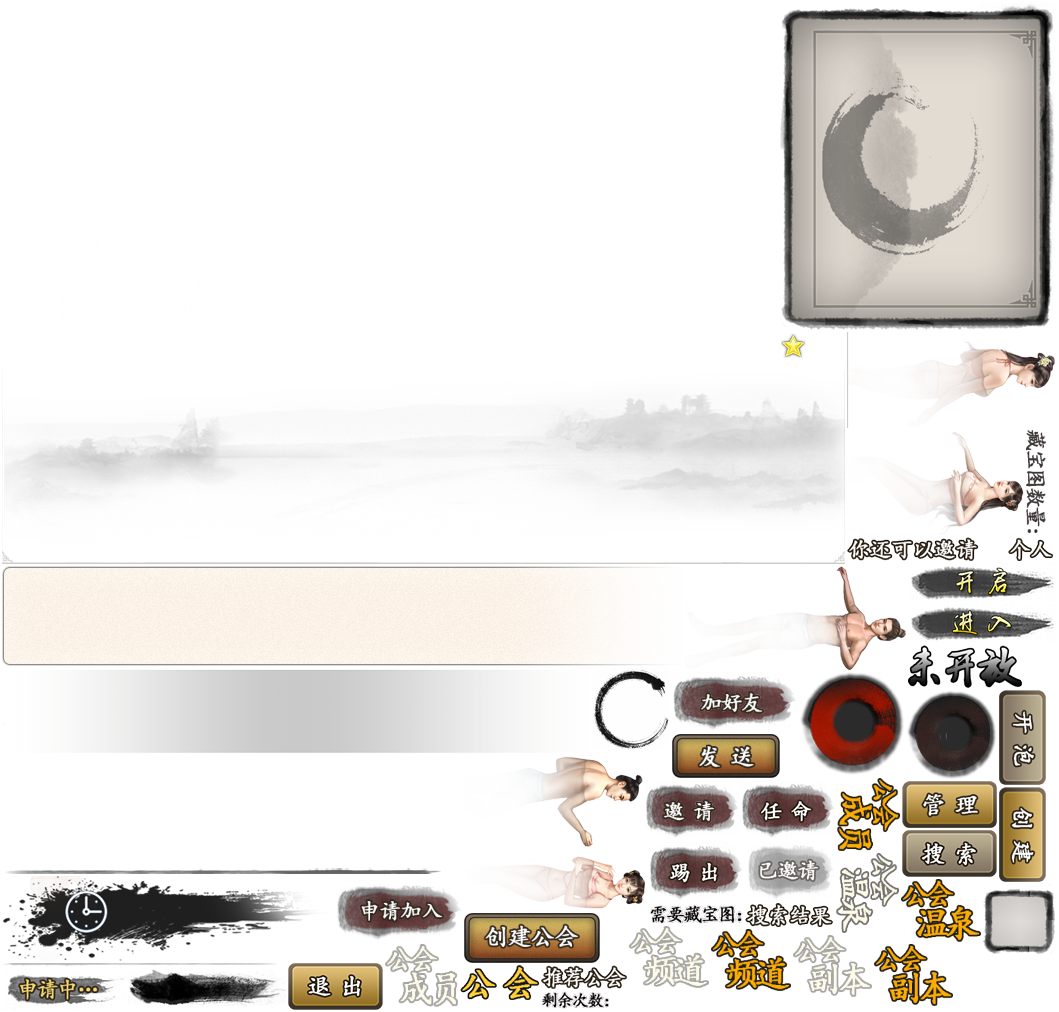 藏宝图数量:
你还可以邀请
个人
开启
进入
未开放
加好友
开泡
发送
邀请
任命
公会
成员
管理
创建
搜索
踢出
已邀请
公会
温泉
申请加入
需要藏宝图:
搜索结果
公会
温泉
创建公会
公会
成员
公会
频道
公会
频道
公会
副本
公会
副本
申请中…
退出
公会
推荐公会
剩余次数: